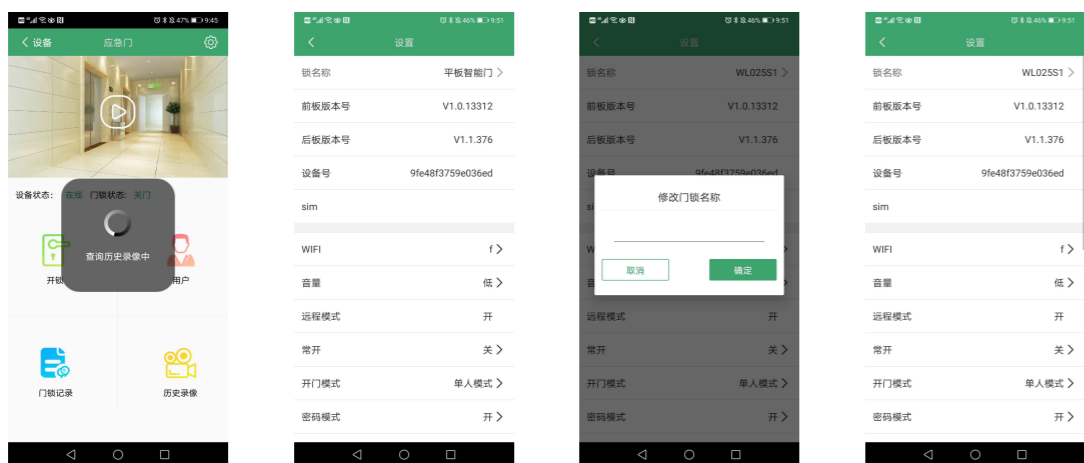 47% 9:45
设备
应急门
设备状态： 在线 门锁状态: 关门
查询历史录像中
开锁
用户
门锁记录
历史录像
46% 9:51
设置
锁名称 平板智能门
前板版本号 V1.0.13312
后板版本号 V1.1.376
设备号 9fe48f3759e036ed
sim
WIFI f
音量 低
远程模式 开
常开 关
开门模式 单人模式
密码模式 开
46% 9:51
设置
锁名称 WL025S1
前板版本号 V1.0.13312
后板版本号 V1.1.376
设备号 9fe48f3759e036ed
修改门锁名称
取消 确定
远程模式 开
常开 关
开门模式 单人模式
密码模式 开
46% 9:51
设置
锁名称 WL025S1
前板版本号 V1.0.13312
后板版本号 V1.1.376
设备号 9fe48f3759e036ed
sim
WIFI f
音量 低
远程模式 开
常开 关
开门模式 单人模式
密码模式 开